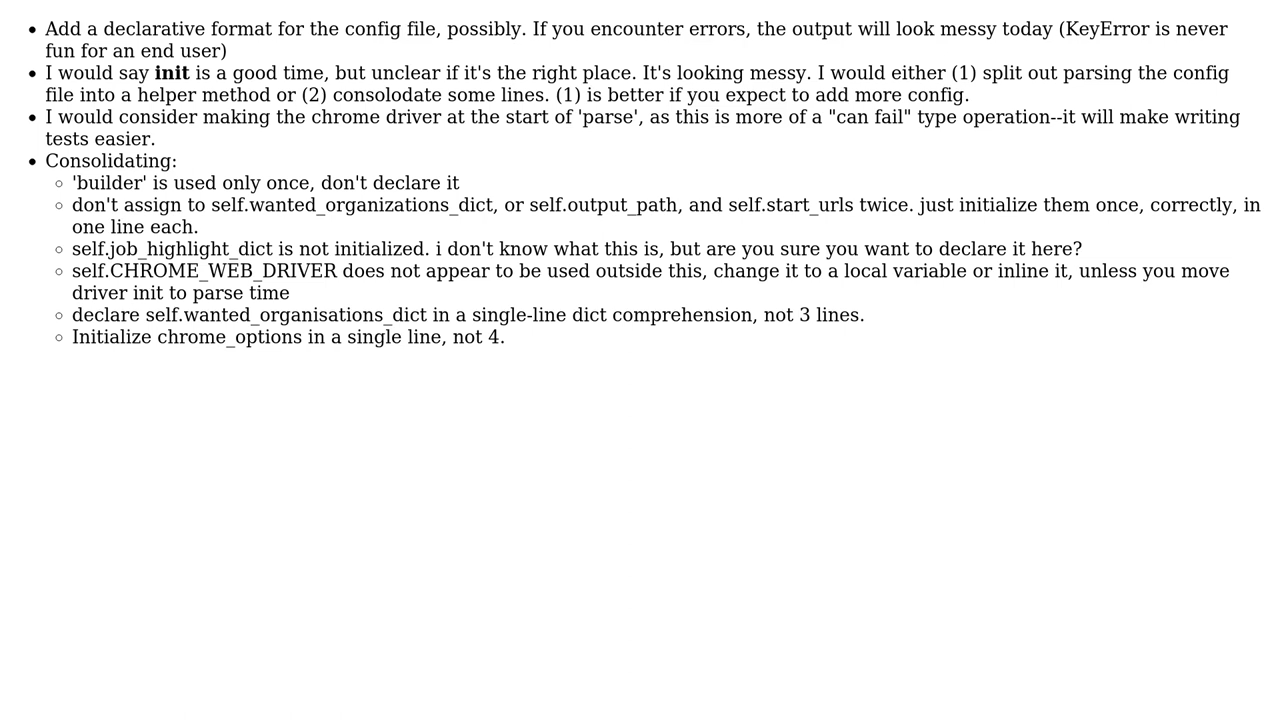 Add a declarative format for the config file, possibly. If you encounter errors, the output will look messy today (KeyError is never
fun for an end user)
I would say init is a good time, but unclear if it's the right place. It's looking messy. I would either (1) split out parsing the config
file into a helper method or (2) consolodate some lines. (1) is better if you expect to add more config.
I would consider making the chrome driver at the start of 'parse', as this is more of a "can fail" type operation--it will make writing
tests easier.
Consolidating:
'builder' is used only once, don't declare it
don't assign to self.wanted_organizations_dict, or self.output_path, and self.start_urls twice. just initialize them once, correctly, in
one line each.
self.job_highlight_dict is not initialized. i don't know what this is, but are you sure you want to declare it here?
self.CHROME_WEB_DRIVER does not appear to be used outside this, change it to a local variable or inline it, unless you move
driver init to parse time
declare self.wanted_organisations_dict in a single-line dict comprehension, not 3 lines.
Initialize chrome_options in a single line, not 4.